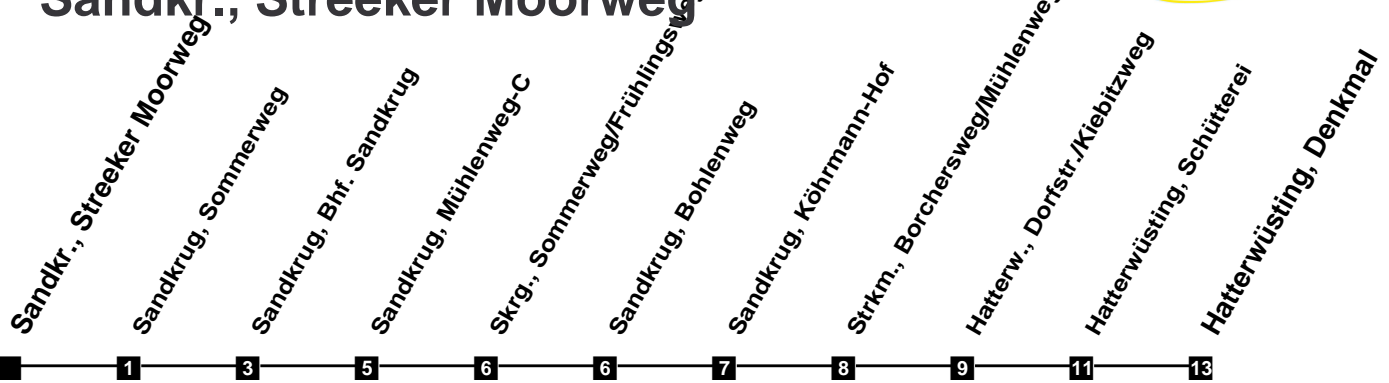 Sandkr., Streeker Moorweg
Sandkr., Streeker Moorweg
Sandkrug, Sommerweg
Sandkrug, Bhf. Sandkrug
Sandkrug, Mühlenweg-C
Skrg., Sommerweg/Frühlingsweg
Sandkrug, Bohlenweg
Sandkrug, Köhrmann-Hof
Strkm., Borchersweg/Mühlenweg
Hatterw., Dorfstr./Kiebitzweg
Hatterwüsting, Schütterei
Hatterwüsting, Denkmal
1 3 5 6 6 7 8 9 11 13